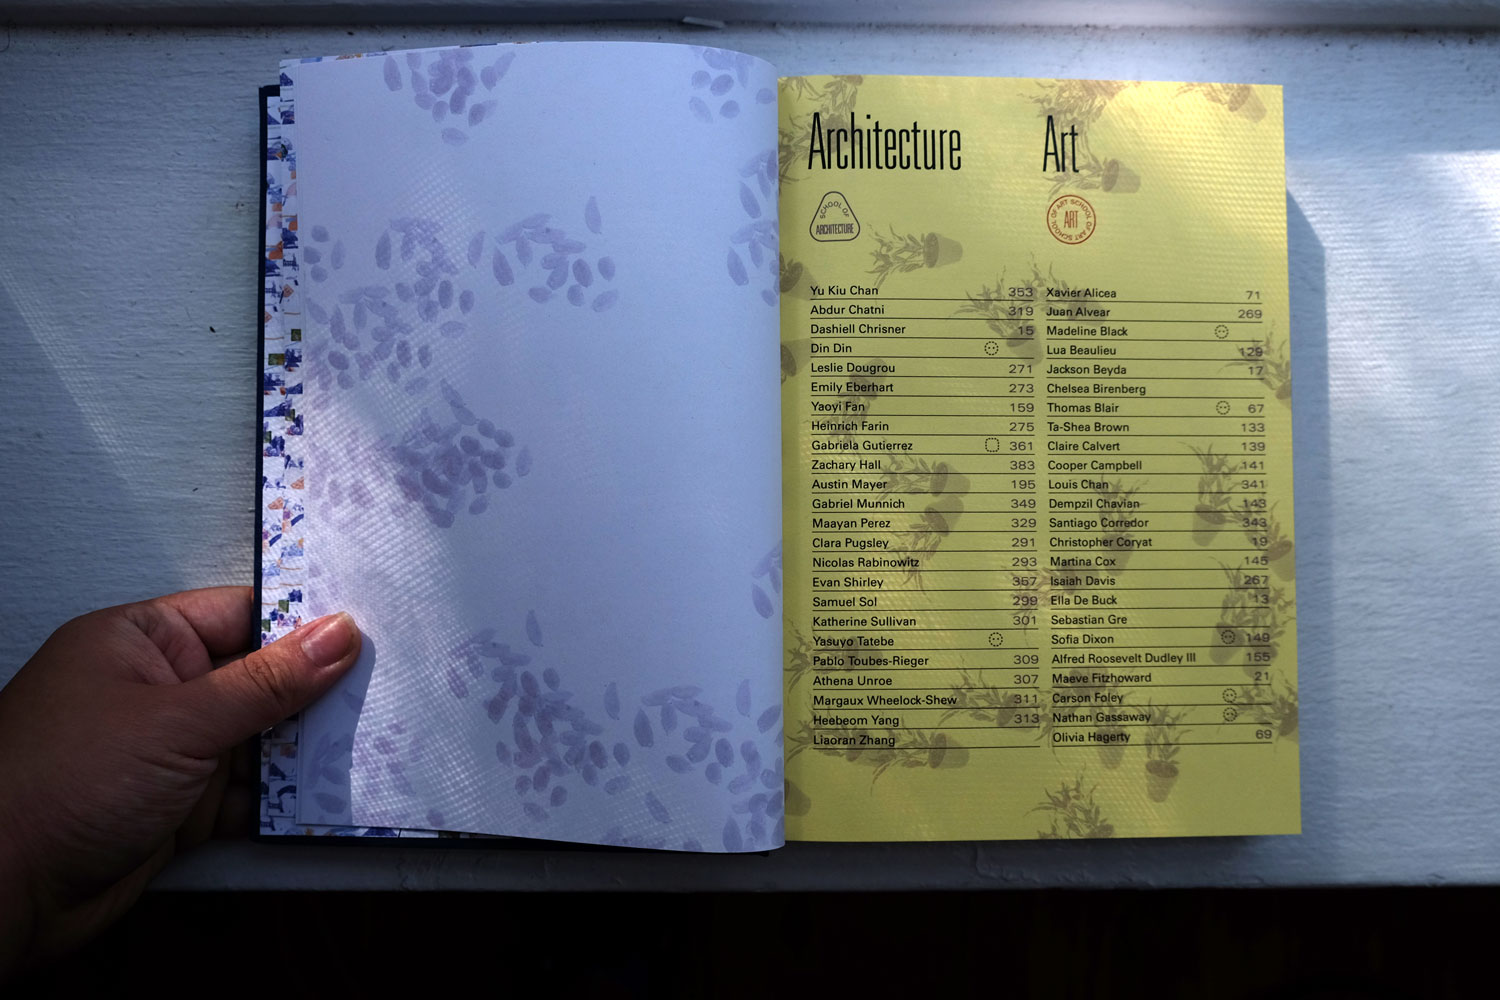 Architecture
SCHOOL OF
ARCHITECTURE
Yu Kiu Chan 353
Abdur Chatni 319
Dashiell Chrisner 15
Din Din
Leslie Dougrou 271
Emily Eberhart 273
Yaoyi Fan 159
Heinrich Farin 275
Gabriela Gutierrez 361
Zachary Hall 383
Austin Mayer 195
Gabriel Munnich 349
Maayan Perez 329
Clara Pugsley 291
Nicolas Rabinowitz 293
Evan Shirley 357
Samuel Sol 299
Katherine Sullivan 301
Yasuyo Tatebe
Pablo Toubes-Rieger 309
Athena Unroe 307
Margaux Wheelock-Shew 311
Heebeom Yang 313
Liaoran Zhang
Art
SCHOOL OF ART SCHOOL OF ART
ART
Xavier Alicea 71
Juan Alvear 269
Madeline Black
Lua Beaulieu 129
Jackson Beyda 17
Chelsea Birenberg
Thomas Blair 67
Ta-Shea Brown 133
Claire Calvert 139
Cooper Campbell 141
Louis Chan 341
Dempzil Chavian 143
Santiago Corredor 343
Christopher Coryat 19
Martina Cox 145
Isaiah Davis 267
Ella De Buck 13
Sebastian Gre
Sofia Dixon 149
Alfred Roosevelt Dudley III 155
Maeve Fitzhoward 21
Carson Foley
Nathan Gassaway
Olivia Hagerty 69